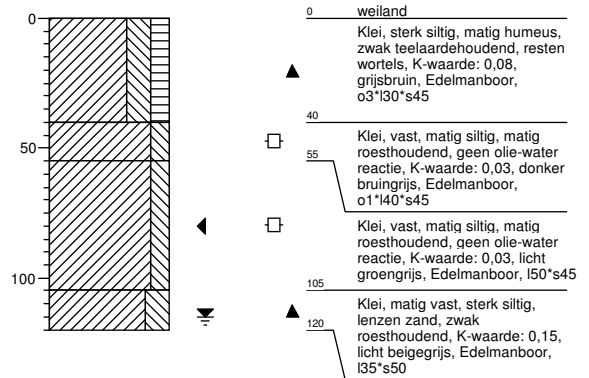 0
50
100
0
weiland
Klei, sterk siltig, matig humeus,
zwak teelaardehoudend, resten
wortels, K-waarde: 0,08,
grijsbruin, Edelmanboor,
o3*l30*s45
40
Klei, vast, matig siltig, matig
roesthoudend, geen olie-water
reactie, K-waarde: 0,03, donker
bruingrijs, Edelmanboor,
o1*l40*s45
55
Klei, vast, matig siltig, matig
roesthoudend, geen olie-water
reactie, K-waarde: 0,03, licht
groengrijs, Edelmanboor, l50*s45
105
Klei, matig vast, sterk siltig,
lenzen zand, zwak
roesthoudend, K-waarde: 0,15,
licht beigegrijs, Edelmanboor,
l35*s50
120